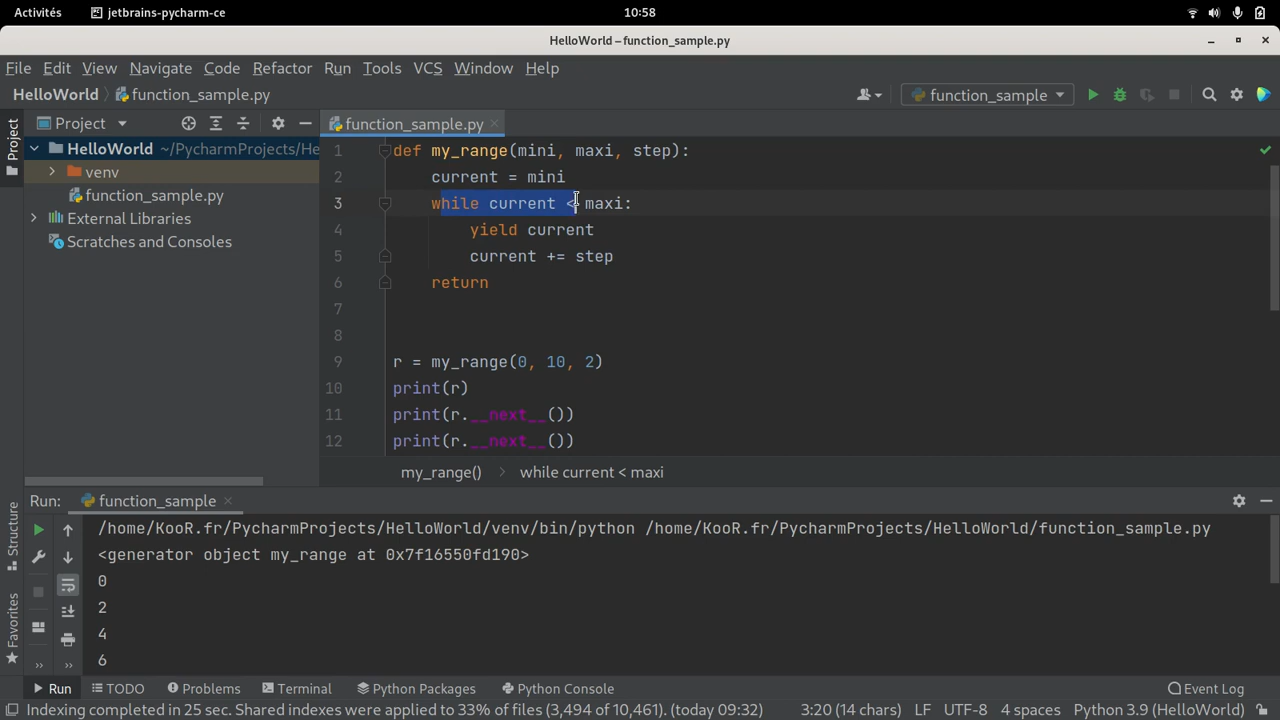 Activités jetbrains-pycharm-ce 10:58
HelloWorld – function_sample.py
File Edit View Navigate Code Refactor Run Tools VCS Window Help
HelloWorld function_sample.py function_sample
Project
Project
function_sample.py
HelloWorld ~/PycharmProjects/He
venv
function_sample.py
External Libraries
Scratches and Consoles
1 def my_range(mini, maxi, step):
2 current = mini
3 while current < maxi:
4 yield current
5 current += step
6 return
7
8
9 r = my_range(0, 10, 2)
10 print(r)
11 print(r.__next__())
12 print(r.__next__())
my_range() while current < maxi
Structure
Favorites
Run: function_sample
/home/KooR.fr/PycharmProjects/HelloWorld/venv/bin/python /home/KooR.fr/PycharmProjects/HelloWorld/function_sample.py
<generator object my_range at 0x7f16550fd190>
0
2
4
6
Run TODO Problems Terminal Python Packages Python Console Event Log
Indexing completed in 25 sec. Shared indexes were applied to 33% of files (3,494 of 10,461). (today 09:32) 3:20 (14 chars) LF UTF-8 4 spaces Python 3.9 (HelloWorld)